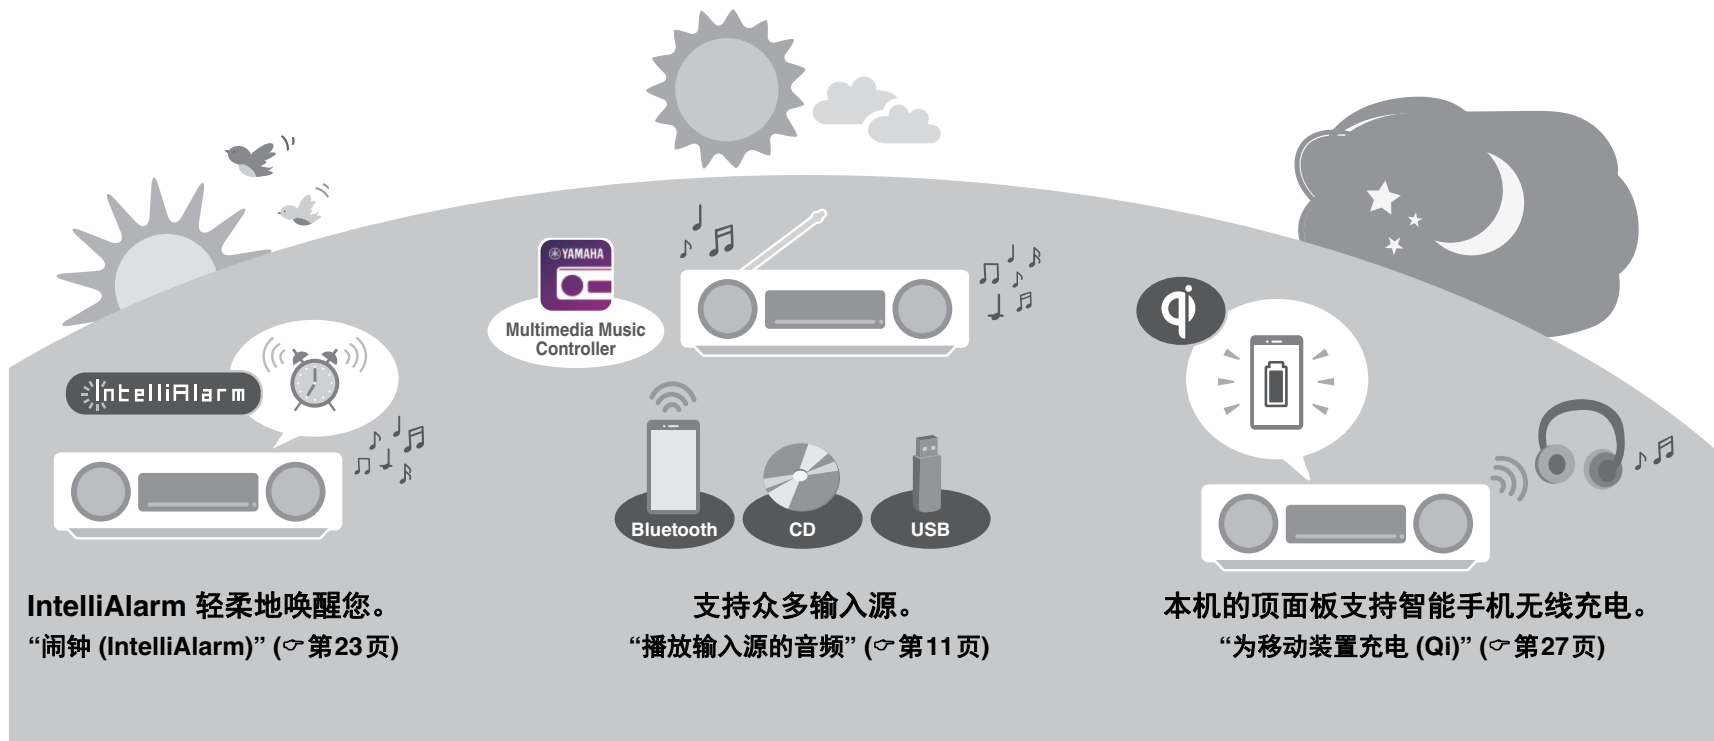 IntelliAlarm
IntelliAlarm 轻柔地唤醒您。
“闹钟 (IntelliAlarm)” (☞第23页)
YAMAHA
Multimedia Music
Controller
Bluetooth
CD
USB
支持众多输入源。
“播放输入源的音频” (☞第11页)
qi
本机的顶面板支持智能手机无线充电。
“为移动装置充电 (Qi)” (☞第27页)